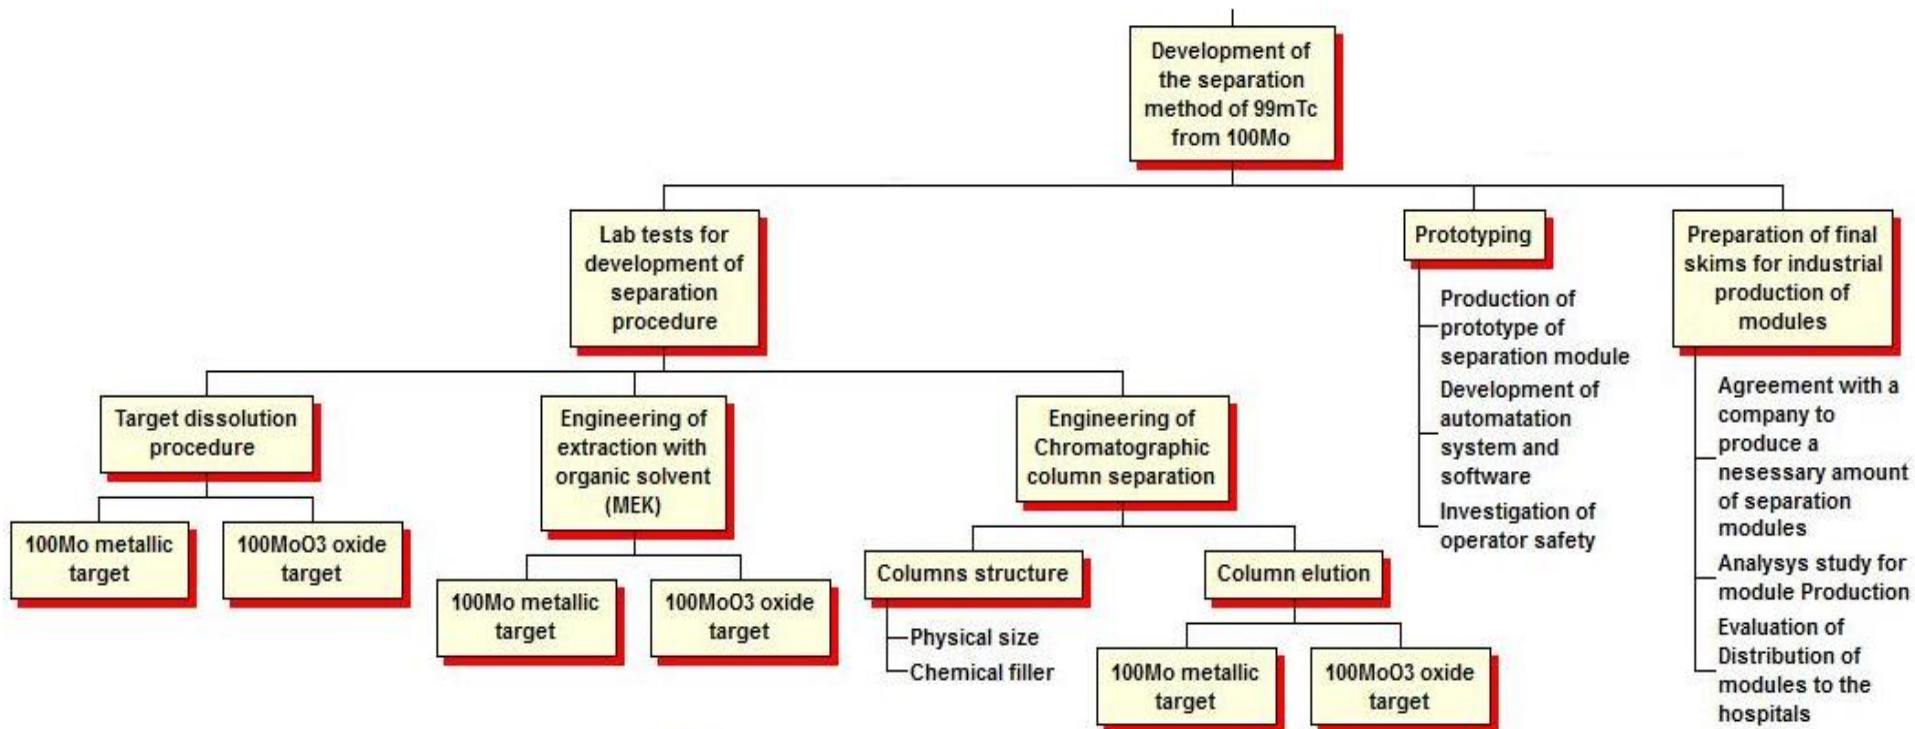 Development of
the separation
method of 99mTc
from 100Mo
Lab tests for
development of
separation
procedure
Prototyping
Preparation of final
skims for industrial
production of
modules
Target dissolution
procedure
Engineering of
extraction with
organic solvent
(MEK)
Engineering of
Chromatographic
column separation
100Mo metallic
target
100MoO3 oxide
target
100Mo metallic
target
100MoO3 oxide
target
Columns structure
Physical size
Chemical filler
Column elution
100Mo metallic
target
100MoO3 oxide
target
Production of
prototype of
separation module
Development of
automatation
system and
software
Investigation of
operator safety
Agreement with a
company to
produce a
nesessary amount
of separation
modules
Analysys study for
module Production
Evaluation of
Distribution of
modules to the
hospitals